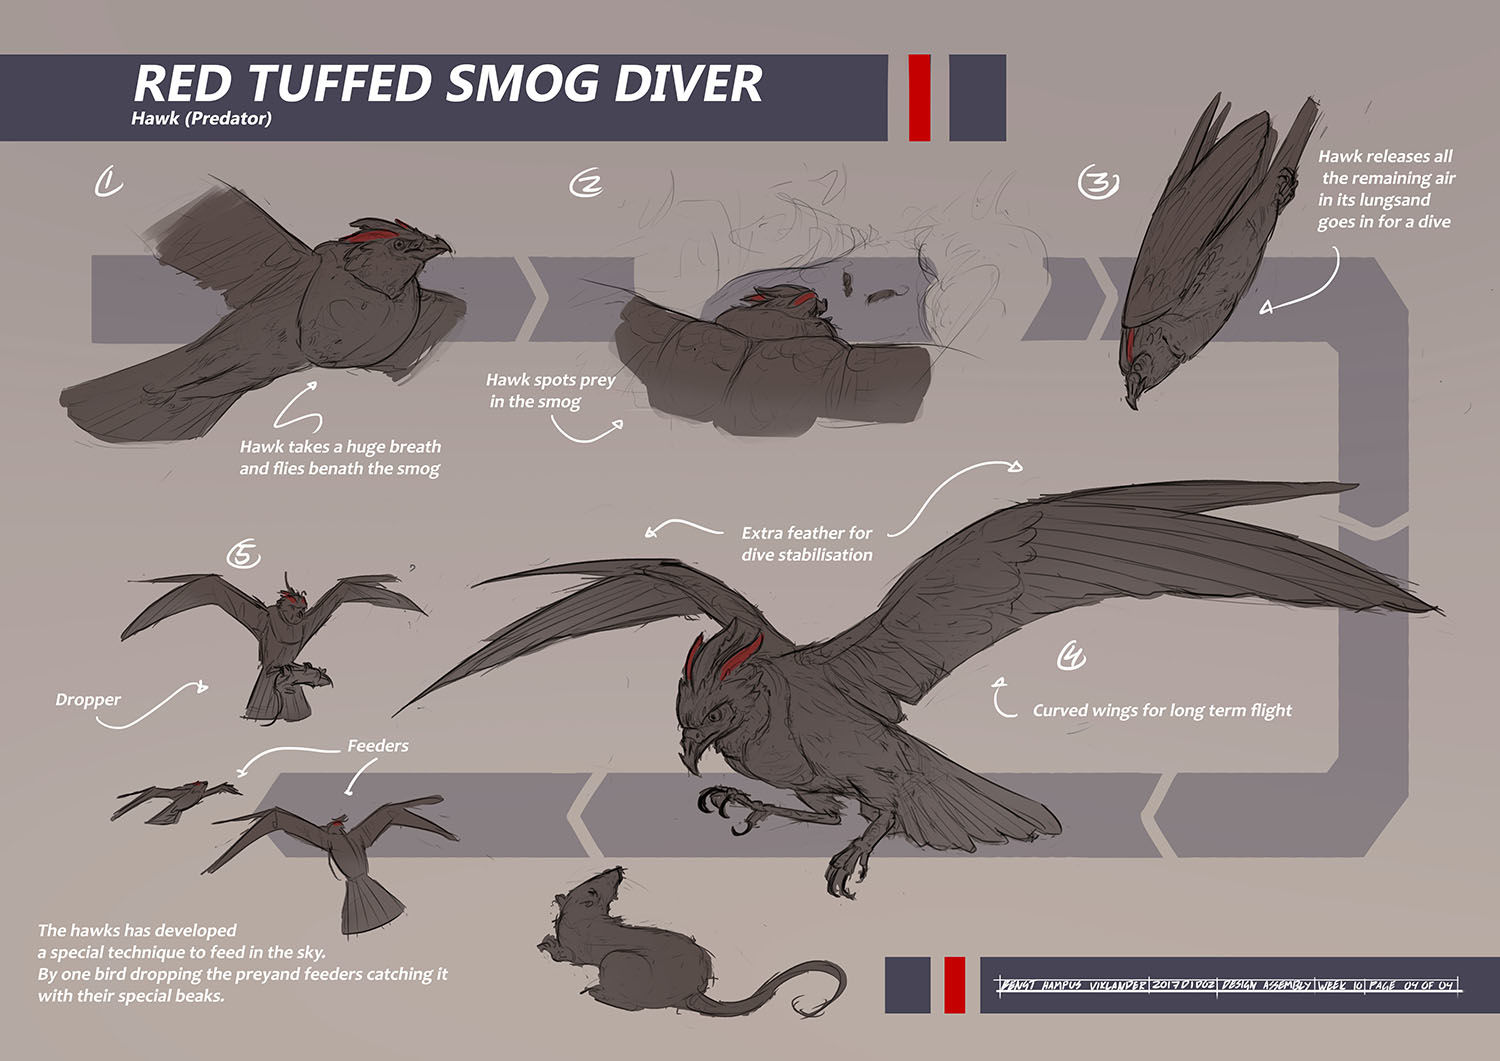 RED TUFFED SMOG DIVER
Hawk (Predator)
1
2
3
Hawk releases all
the remaining air
in its lungsand
goes in for a dive
Hawk spots prey
in the smog
Hawk takes a huge breath
and flies benath the smog
Extra feather for
dive stabilisation
5
4
Dropper
Curved wings for long term flight
Feeders
The hawks has developed
a special technique to feed in the sky.
By one bird dropping the preyand feeders catching it
with their special beaks.
BENGT HAMPUS VIKLANDER | 2017D1D02 | DESIGN ASSEMBLY | WEEK 10 | PAGE 04 OF 04